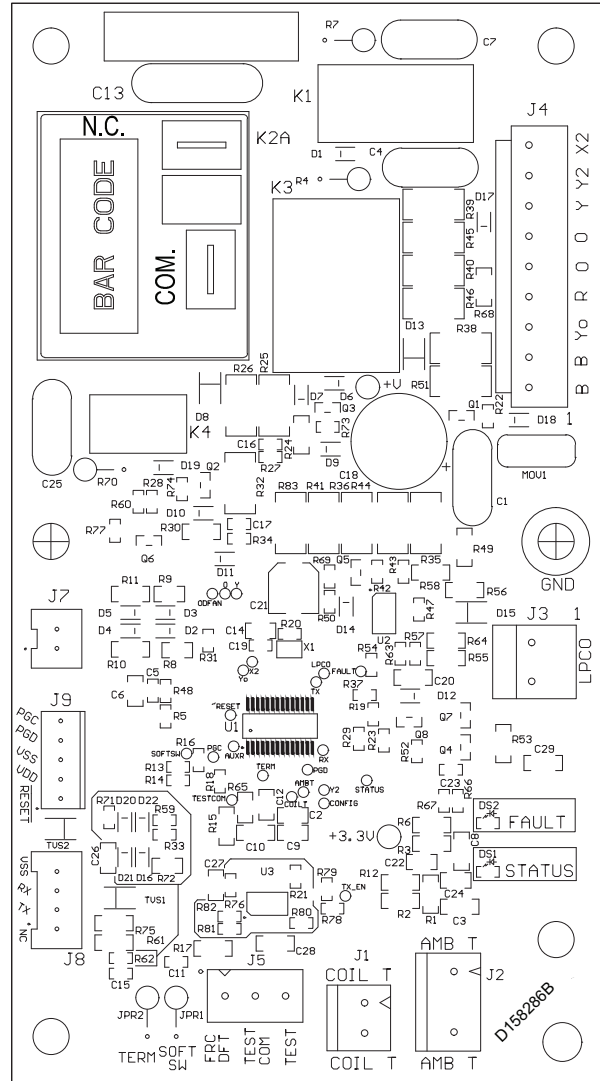 R7
C7
C13
K1
J4
N.C.
K2A
D1
C4
X2
BAR CODE
R4
K3
D17
Y2
R39
Y
R45
O
COM.
R40
O
R46
R68
R
D13
R38
Yo
R26
R25
D6
+V
R51
B
D8
D7
Q3
Q1
R22
B
K4
R73
D18
1
C16
R24
R27
D9
C25
R70
R28
D19
Q2
R74
R32
C18
+
MOV1
R60
R83
R41
R36
R44
C1
D10
R77
R30
C17
R34
R49
Q6
D11
R69
Q5
R43
R35
GND
R11
R9
R58
R56
ODFAN
O
Y
C21
R50
R42
J7
D5
D3
D14
R47
D15
J3
1
D4
D2
C14
R20
U2
LPCO
R10
R8
R31
C19
X1
R63
R57
R64
R54
R55
X2
Yo
LPCO
FAULT
J9
C6
C5
R48
TX
R37
C20
PGC
RESET
R19
D12
PGD
R5
U1
Q7
VSS
R29
R23
Q8
R53
VDD
R16
SOFTSW
PGC
AUXR
RX
R52
Q4
C29
RESET
R13
R14
R18
TERM
PGD
STATUS
R65
AMBT
Y2
C23
R66
TUS2
R71
D20
D22
R59
TESTCOM
C12
COILT
CONFIG
R67
DS2
FAULT
R15
C2
+3.3V
R6
R33
C10
C9
R3
C8
VSS
C26
DS1
STATUS
RX
D21
D16
R72
C27
U3
R79
C22
TX
TVS1
R21
R12
C24
NC
R82
R76
TX_EN
R75
R81
R80
R78
R2
R1
C3
R61
J8
R62
R17
C28
AMB T
C15
C11
J5
J1
COIL T
J2
JPR2
JPR1
TERM
SOFT SW
FRC DFT
TEST COM
TEST
COIL T
AMB T
D158286B